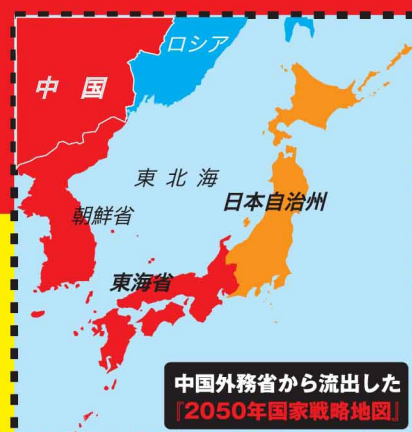 ロシア
中国
東北海
日本自治州
朝鮮省
東海省
中国外務省から流出した
『2050年国家戦略地図』